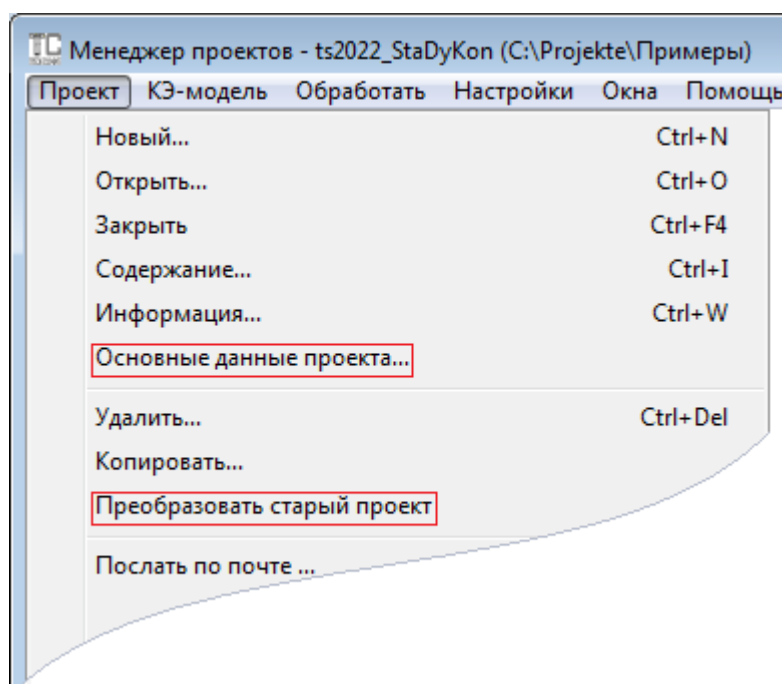 TC Менеджер проектов - ts2022_StaDyKon (C:\Projekte\Примеры)
Проект КЭ-модель Обработать Настройки Окна Помощь
Новый... Ctrl+N
Открыть... Ctrl+O
Закрыть Ctrl+F4
Содержание... Ctrl+I
Информация... Ctrl+W
Основные данные проекта...
Удалить... Ctrl+Del
Копировать...
Преобразовать старый проект
Послать по почте ...